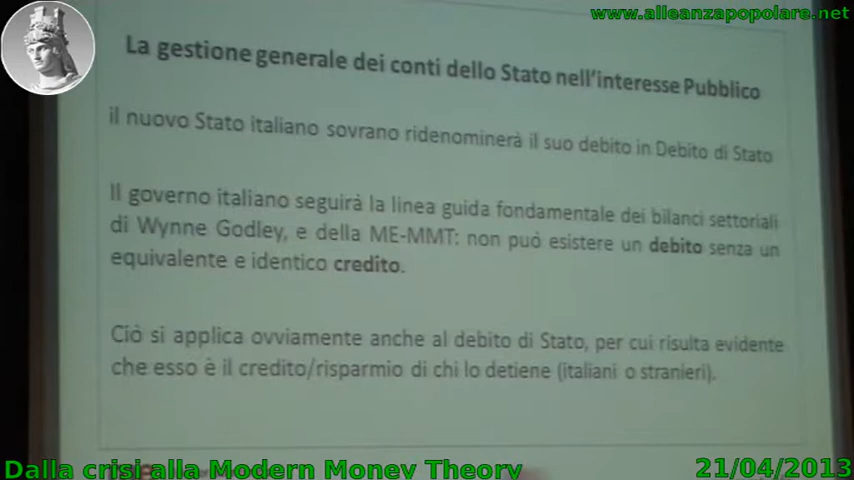 www.alleanzapopolare.net
La gestione generale dei conti dello Stato nell'interesse Pubblico
il nuovo Stato italiano sovrano ridenominerà il suo debito in Debito di Stato
Il governo italiano seguirà la linea guida fondamentale dei bilanci settoriali
di Wynne Godley, e della ME-MMT: non può esistere un debito senza un
equivalente e identico credito.
Ciò si applica ovviamente anche al debito di Stato, per cui risulta evidente
che esso è il credito/risparmio di chi lo detiene (italiani o stranieri).
Dalla crisi alla Modern Money Theory
21/04/2013